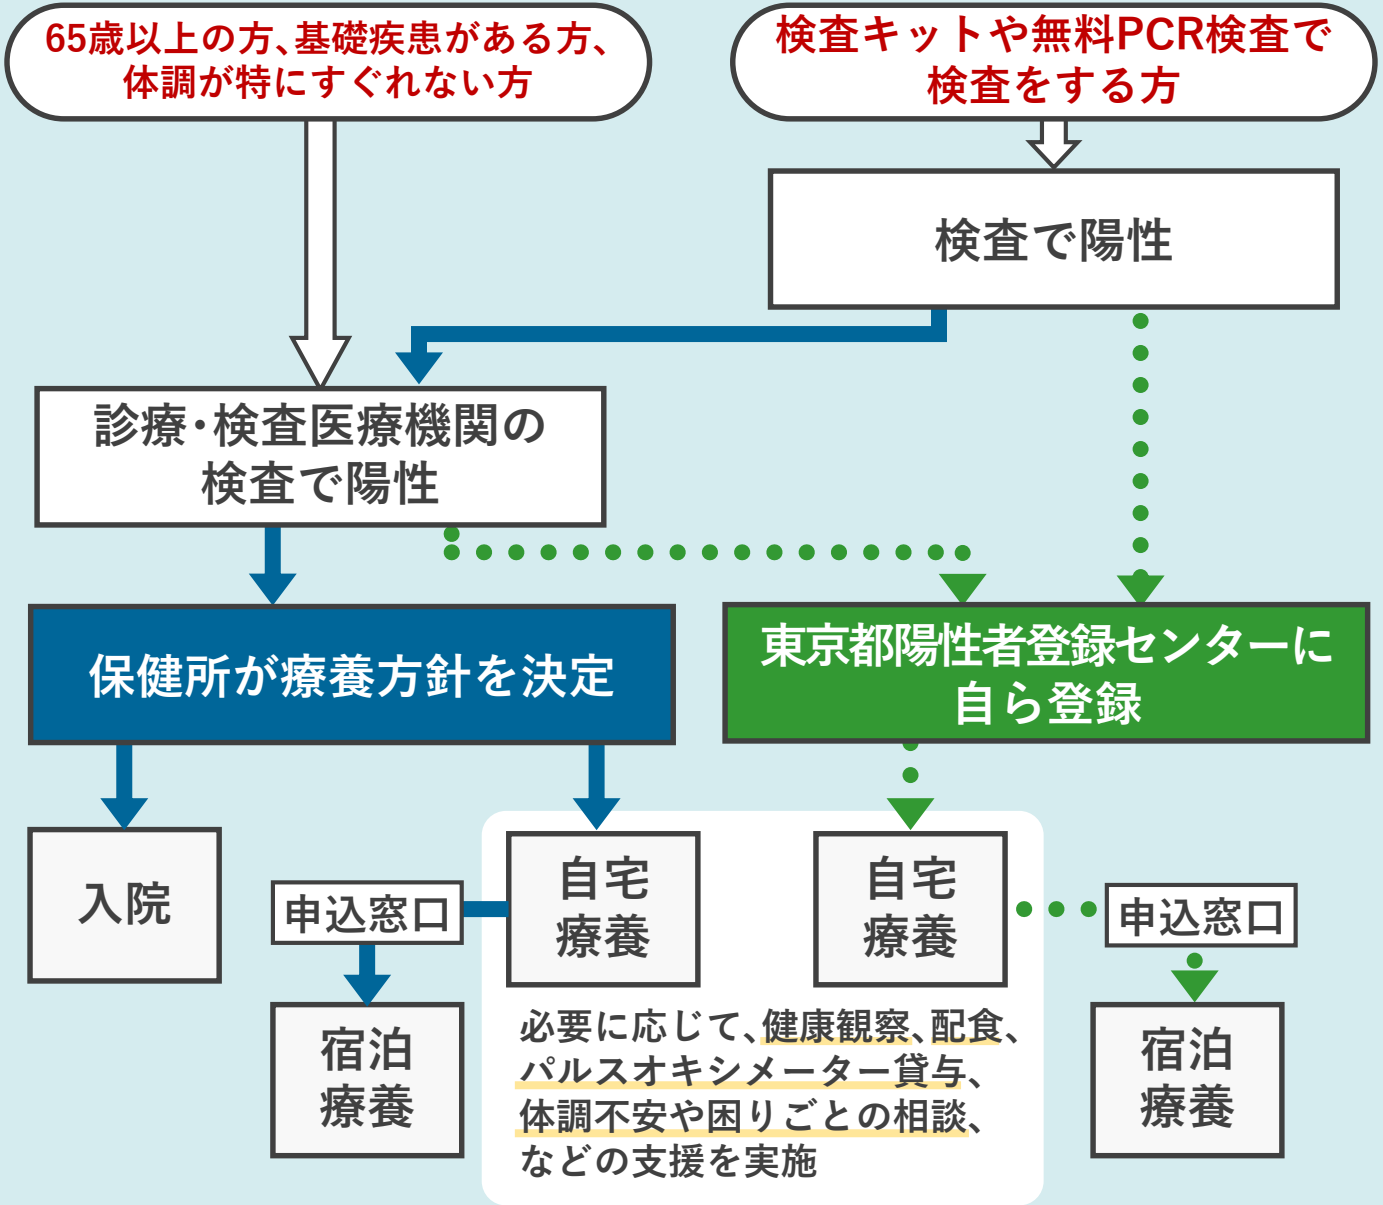 65歳以上の方、基礎疾患がある方、
体調が特にすぐれない方
検査キットや無料PCR検査で
検査をする方
検査で陽性
診療・検査医療機関の
検査で陽性
保健所が療養方針を決定
東京都陽性者登録センターに
自ら登録
入院
申込窓口
宿泊
療養
自宅
療養
自宅
療養
申込窓口
宿泊
療養
必要に応じて、健康観察、配食、
パルスオキシメーター貸与、
体調不安や困りごとの相談、
などの支援を実施